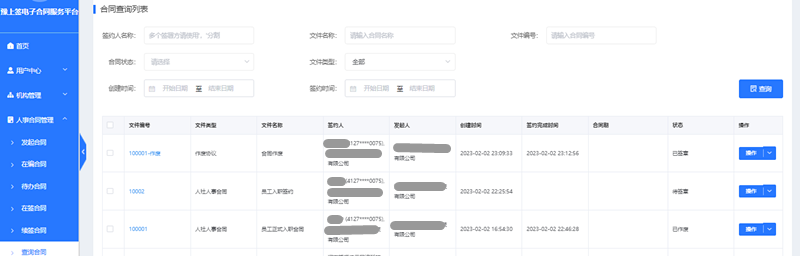 豫上签电子合同服务平台
首页
用户中心
机构管理
人事合同管理
发起合同
在编合同
待办合同
在签合同
续签合同
查询合同
合同查询列表
签约人名称： 多个签署方请使用','分割 文件名称： 请输入合同名称 文件编号： 请输入合同编号
合同状态： 请选择 文件类型： 全部
创建时间： 开始日期 至 结束日期 签约时间： 开始日期 至 结束日期 查询
文件编号 文件类型 文件名称 签约人 发起人 创建时间 签约完成时间 合同期 状态 操作
100001-作废 作废协议 合同作废 127****0075), 有限公司 有限公司 2023-02-02 23:09:33 2023-02-02 23:12:56 已签署 操作
10002 人社人事合同 员工入职签约 (4127****0075), 有限公司 有限公司 2023-02-02 22:25:54 待签署 操作
100001 人社人事合同 员工正式入职合同 (4127****0075), 有限公司 有限公司 2023-02-02 16:54:30 2023-02-02 22:46:28 已作废 操作